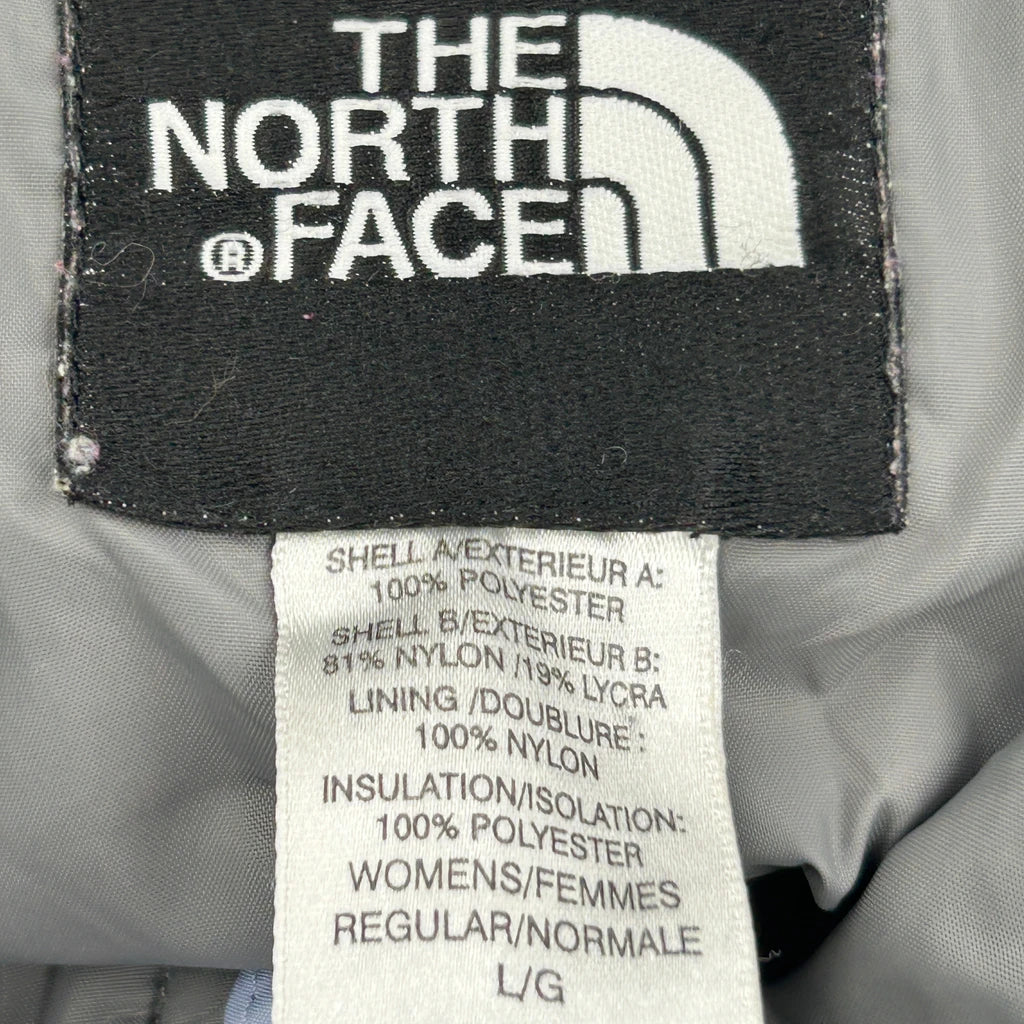 THE
NORTH
® FACE
SHELL A/EXTERIEUR A:
100% POLYESTER
SHELL B/EXTERIEUR B:
81% NYLON /19% LYCRA
LINING /DOUBLURE :
100% NYLON
INSULATION/ISOLATION:
100% POLYESTER
WOMENS/FEMMES
REGULAR/NORMALE
L/G